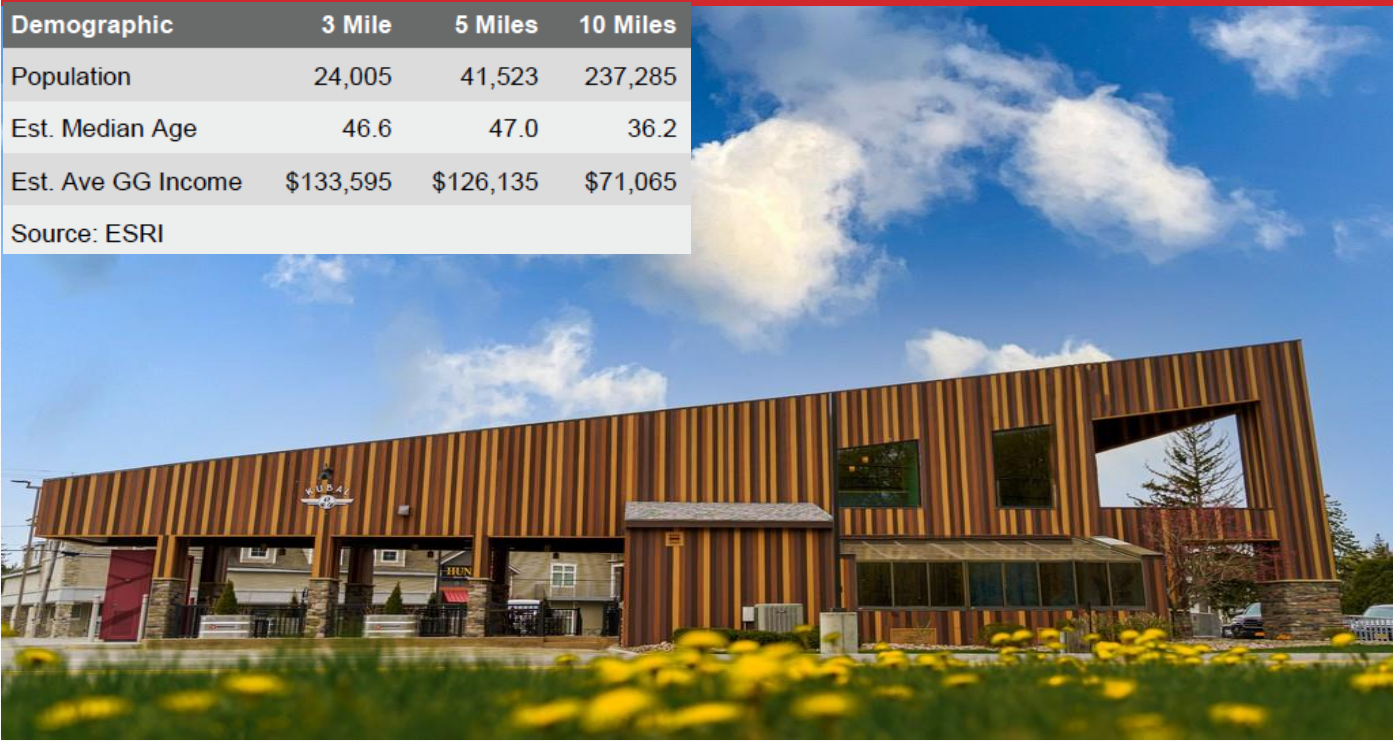 Demographic 3 Mile 5 Miles 10 Miles
Population 24,005 41,523 237,285
Est. Median Age 46.6 47.0 36.2
Est. Ave GG Income $133,595 $126,135 $71,065
Source: ESRI
KUBAL
HUN